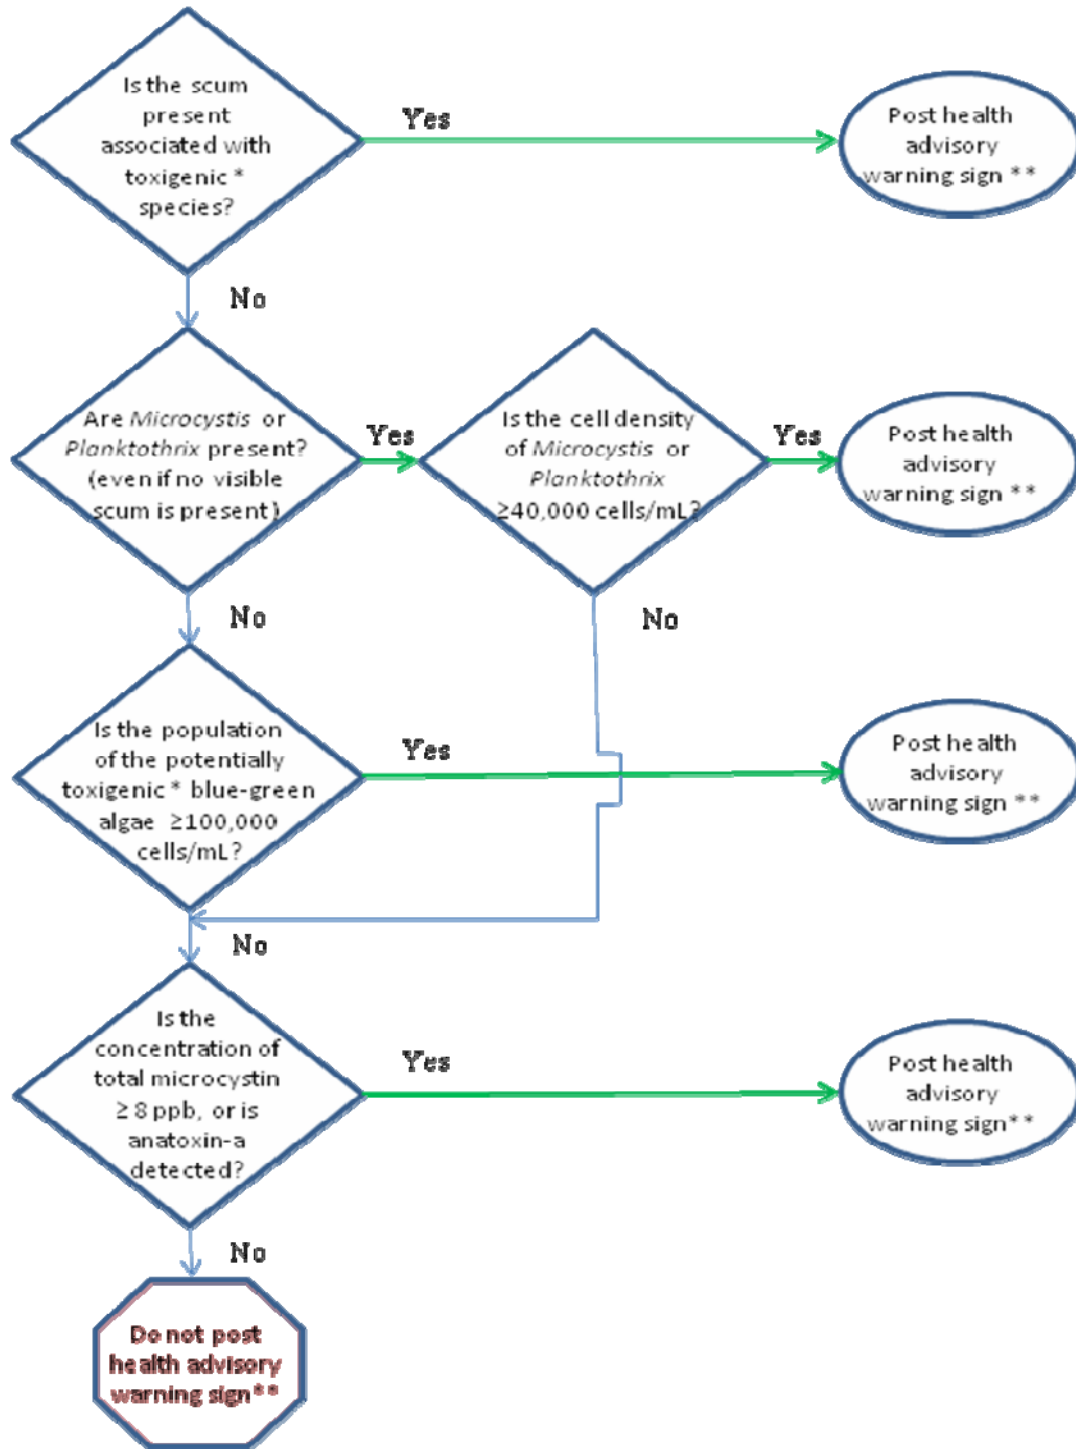 Is the scum
present
associated with
toxigenic *
species?
Yes
Post health
advisory
warning sign **
No
Are Microcystis or
Planktothrix present?
(even if no visible
scum is present)
Yes
Is the cell density
of Microcystis or
Planktothrix
≥40,000 cells/mL?
Yes
Post health
advisory
warning sign **
No
No
Is the population
of the potentially
toxigenic * blue-green
algae ≥100,000
cells/mL?
Yes
Post health
advisory
warning sign **
No
Is the
concentration of
total microcystin
≥ 8 ppb, or is
anatoxin-a
detected?
Yes
Post health
advisory
warning sign**
No
Do not post
health advisory
warning sign**